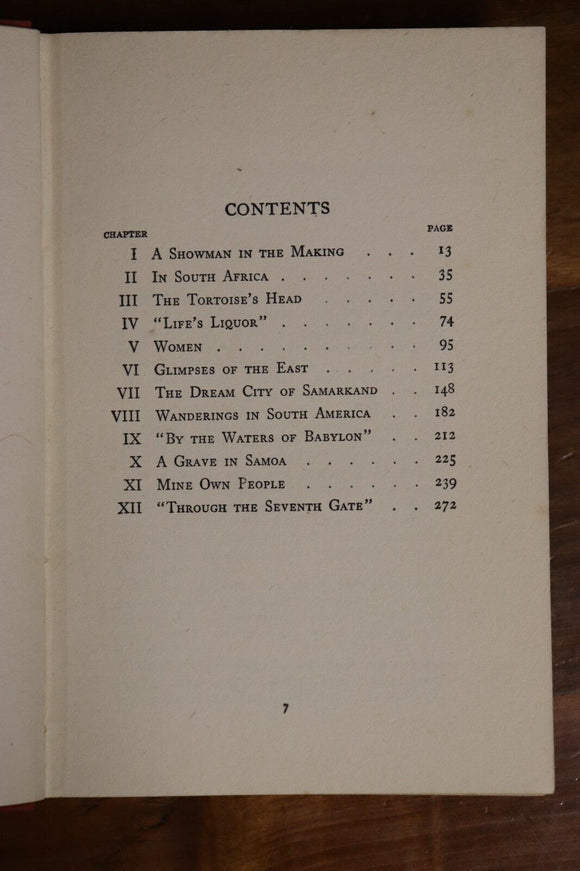 CONTENTS
CHAPTER PAGE
I A Showman in the Making . . . 13
II In South Africa . . . . . . . 35
III The Tortoise's Head . . . . . 55
IV "Life's Liquor" . . . . . . . 74
V Women . . . . . . . . . . 95
VI Glimpses of the East . . . . . 113
VII The Dream City of Samarkand . . 148
VIII Wanderings in South America . . 182
IX "By the Waters of Babylon" . . 212
X A Grave in Samoa . . . . . . 225
XI Mine Own People . . . . . . 239
XII "Through the Seventh Gate" . . 272
7